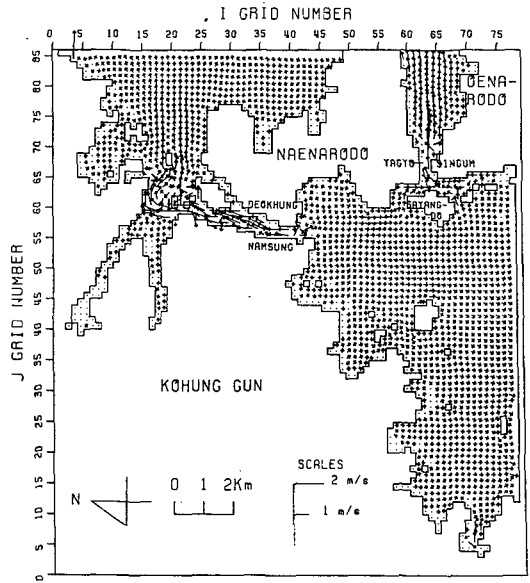 I GRID NUMBER
0 5 10 15 20 25 30 35 40 45 50 55 60 65 70 75
85
80
75
70
65
60
55
50
45
40
35
30
25
20
15
10
5
0
J GRID NUMBER
OENA-
RODO
NAENARODO
YAGYO
SINGUM
DEOKHUNG
SAYANG-
DO
NAMSUNG
KOHUNG GUN
N
0 1 2Km
SCALES
2 m/s
1 m/s